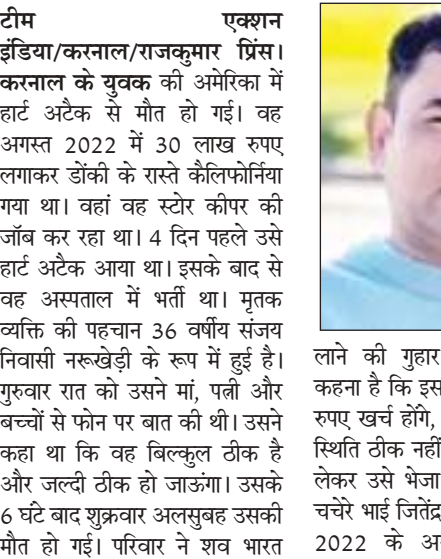 टीम एक्शन
इंडिया/करनाल/राजकुमार प्रिंस।
करनाल के युवक की अमेरिका में
हार्ट अटैक से मौत हो गई। वह
अगस्त 2022 में 30 लाख रुपए
लगाकर डोंकी के रास्ते कैलिफोर्निया
गया था। वहां वह स्टोर कीपर की
जॉब कर रहा था। 4 दिन पहले उसे
हार्ट अटैक आया था। इसके बाद से
वह अस्पताल में भर्ती था। मृतक
व्यक्ति की पहचान 36 वर्षीय संजय
निवासी नरूखेड़ी के रूप में हुई है।
गुरुवार रात को उसने मां, पत्नी और
बच्चों से फोन पर बात की थी। उसने
कहा था कि वह बिल्कुल ठीक है
और जल्दी ठीक हो जाऊंगा। उसके
6 घंटे बाद शुक्रवार अलसुबह उसकी
मौत हो गई। परिवार ने शव भारत
लाने की गुहार
कहना है कि इस
रुपए खर्च होंगे,
स्थिति ठीक नहीं
लेकर उसे भेजा
चचेरे भाई जितेंद्र
2022 के अ